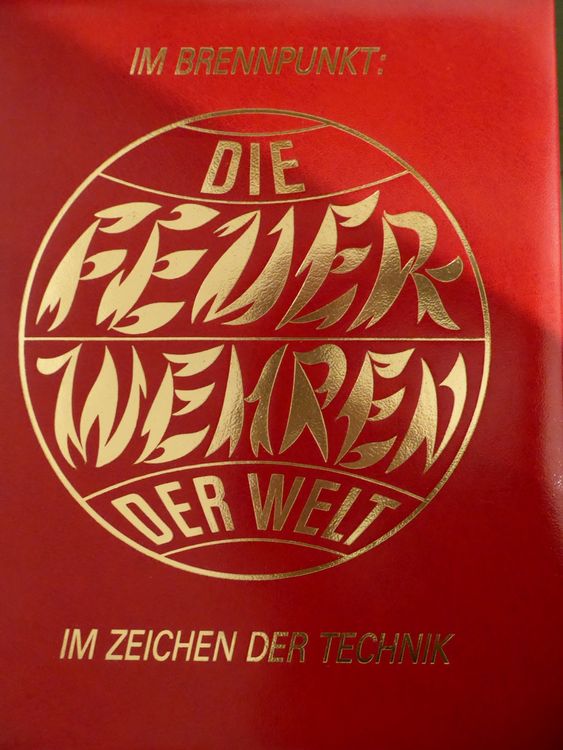 IM BRENNPUNKT:
DIE
FEUER-
WEHREN
DER WELT
IM ZEICHEN DER TECHNIK